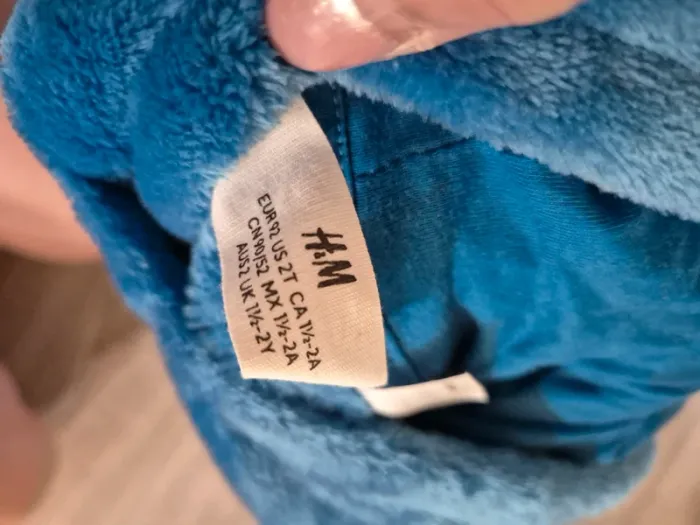 H&M
EUR 92 US 2T CA 1½-2A
CN 90/52 MX 1½-2A
AUS 2 UK 1½-2Y